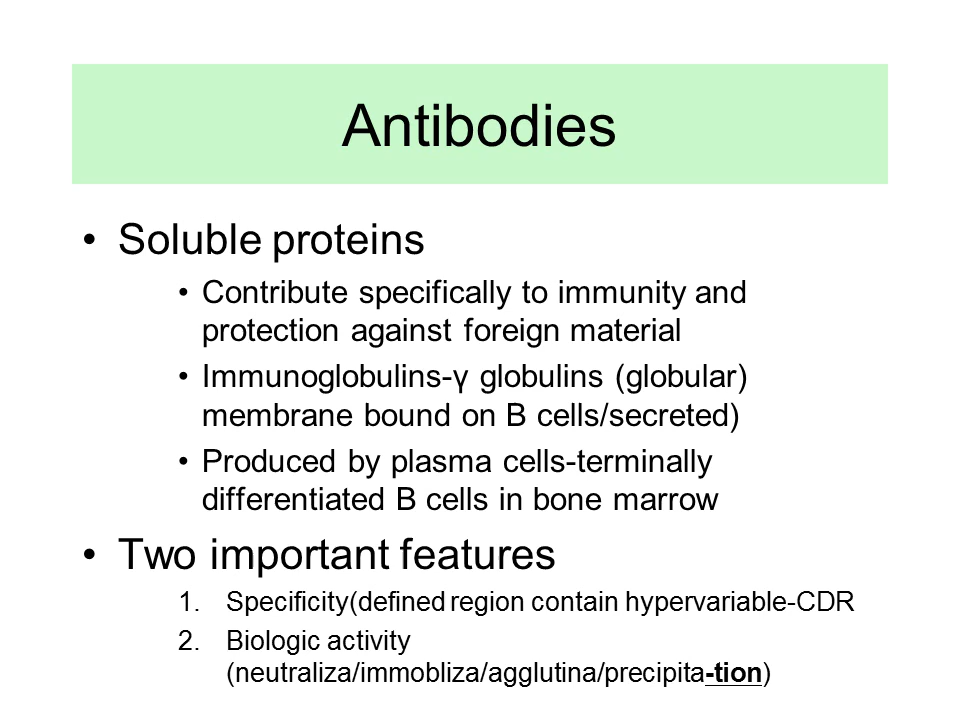 Antibodies
• Soluble proteins
• Contribute specifically to immunity and
protection against foreign material
• Immunoglobulins-γ globulins (globular)
membrane bound on B cells/secreted)
• Produced by plasma cells-terminally
differentiated B cells in bone marrow
• Two important features
1. Specificity(defined region contain hypervariable-CDR
2. Biologic activity
(neutraliza/immobliza/agglutina/precipita-tion)